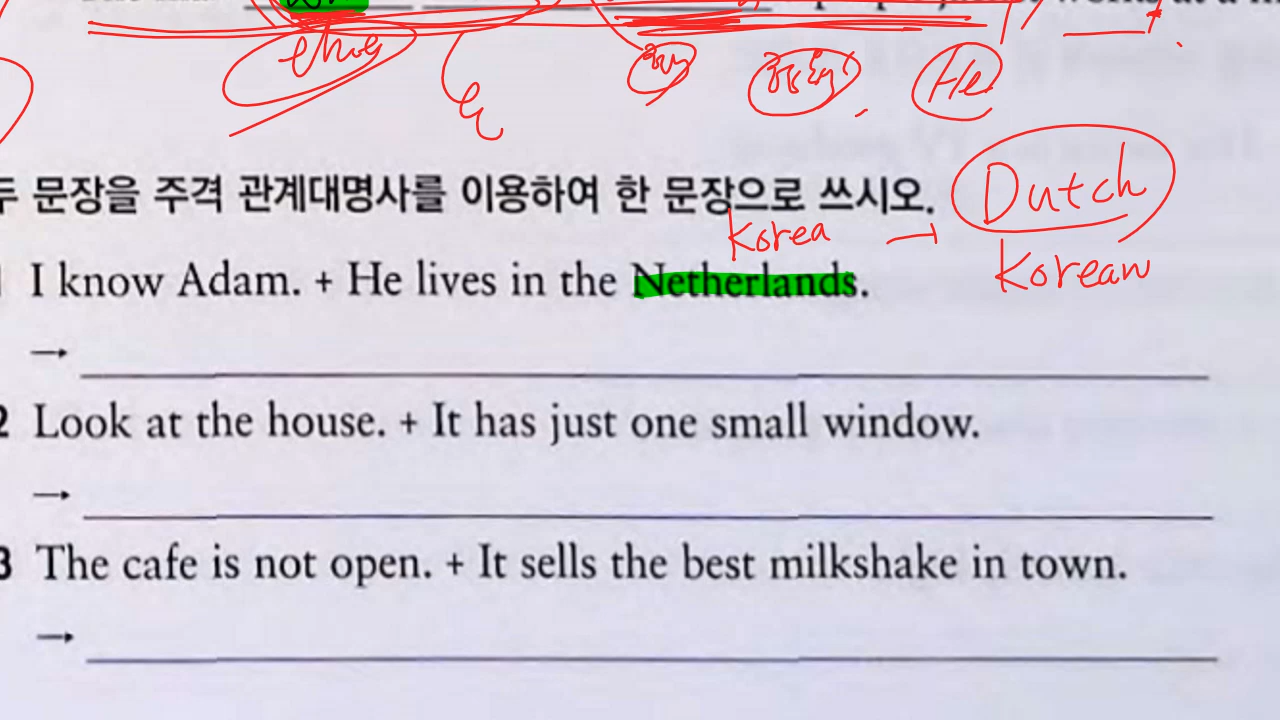 He
두 문장을 주격 관계대명사를 이용하여 한 문장으로 쓰시오.
Dutch
Korea →
Korean
I know Adam. + He lives in the Netherlands.
→
2 Look at the house. + It has just one small window.
→
3 The cafe is not open. + It sells the best milkshake in town.
→